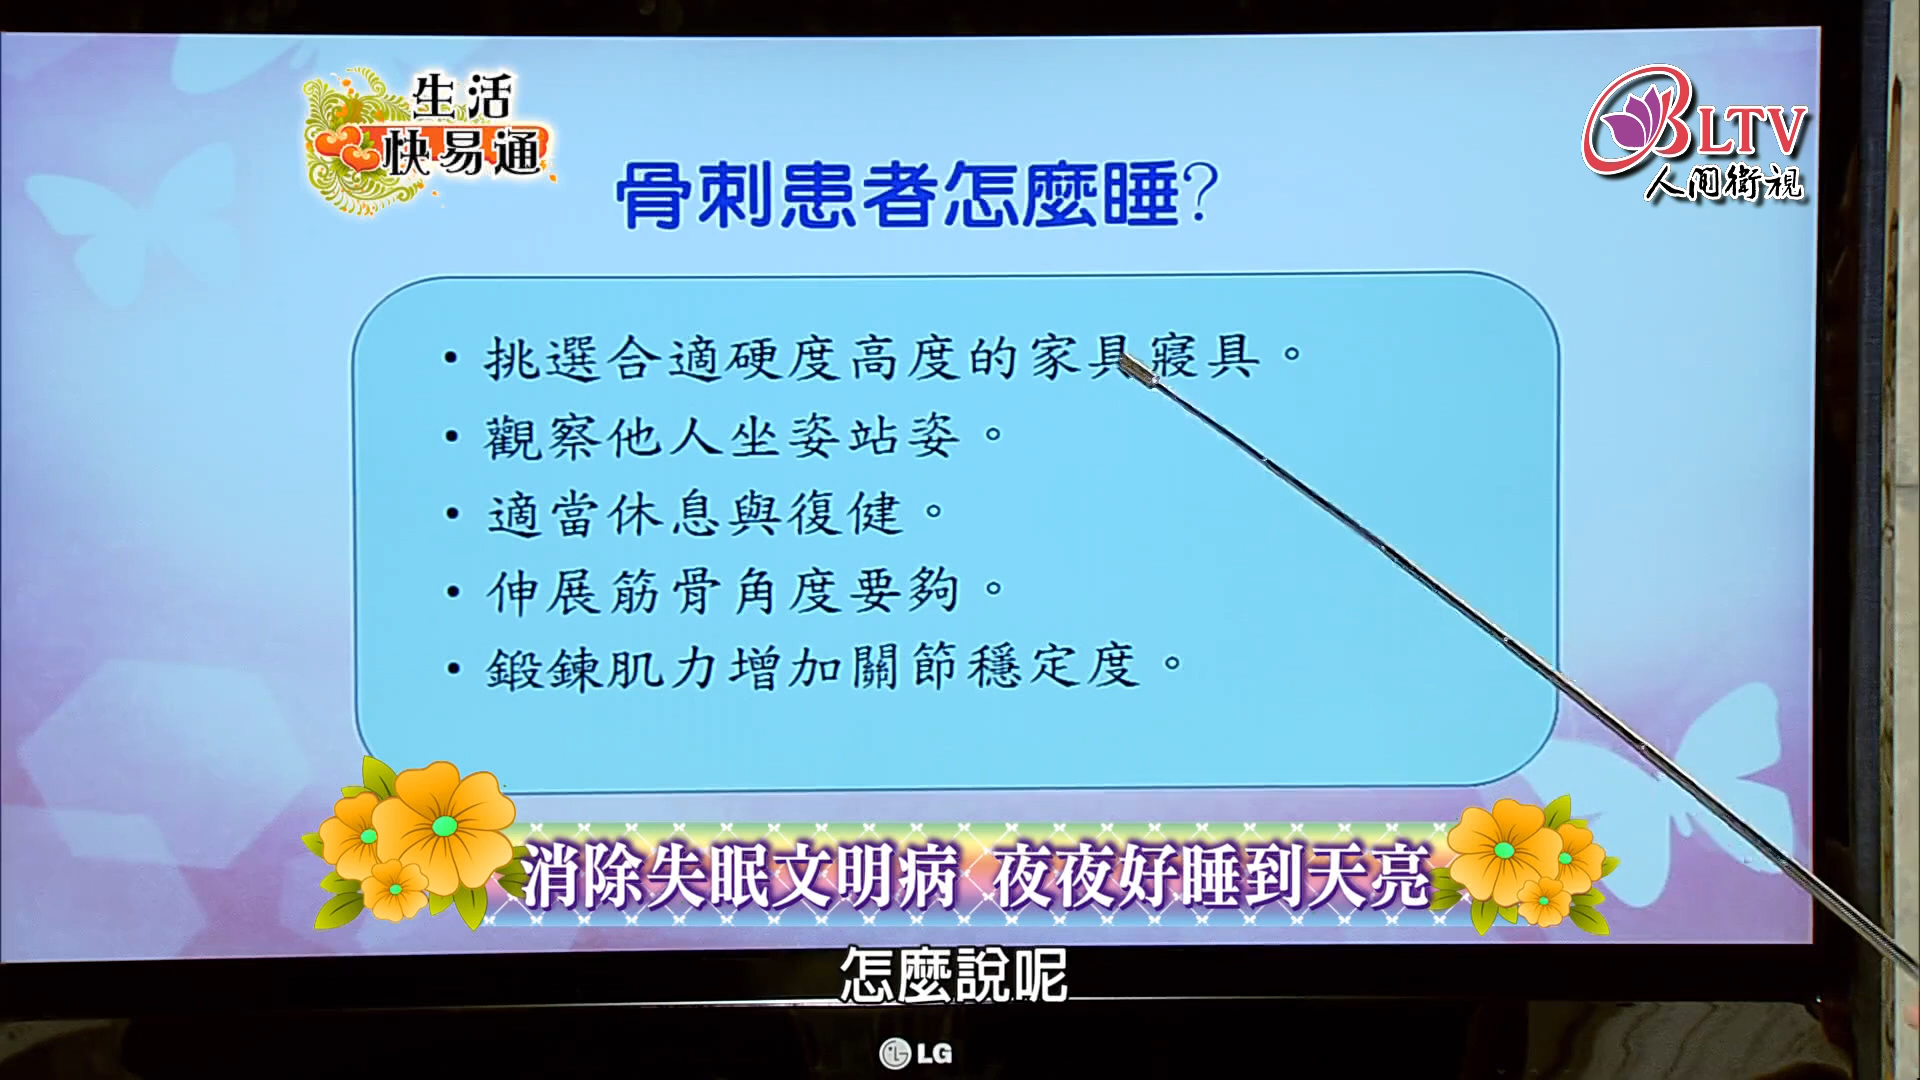 生活
快易通
BLTV
人間衛視
骨刺患者怎麼睡?
• 挑選合適硬度高度的家具寢具。
• 觀察他人坐姿站姿。
• 適當休息與復健。
• 伸展筋骨角度要夠。
• 鍛鍊肌力增加關節穩定度。
消除失眠文明病 夜夜好睡到天亮
怎麼說呢
LG